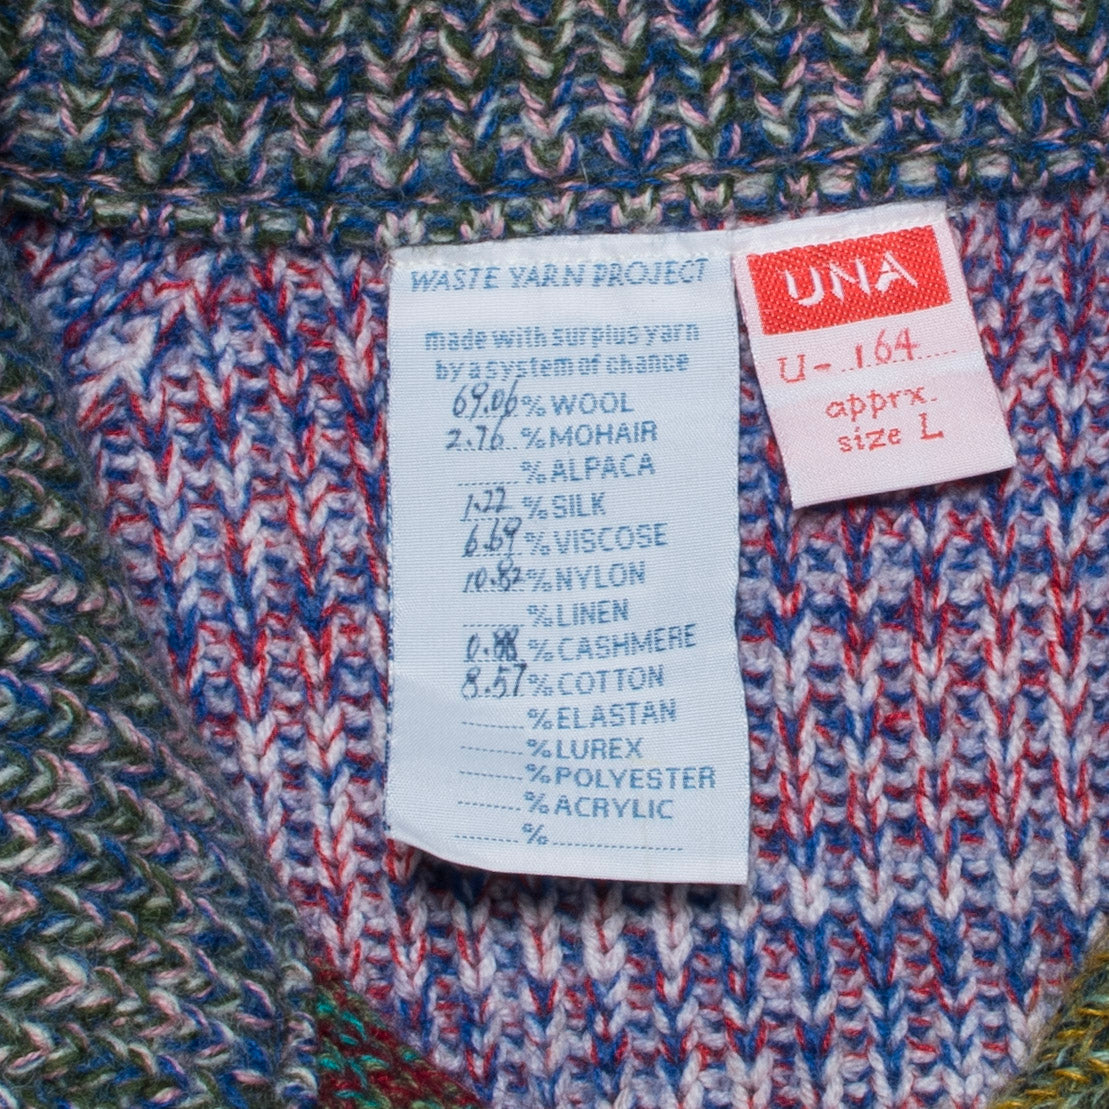 WASTE YARN PROJECT
made with surplus yarn
by a system of chance
69.06 % WOOL
2.76 % MOHAIR
% ALPACA
1.22 % SILK
6.69 % VISCOSE
10.82 % NYLON
% LINEN
0.88 % CASHMERE
8.57 % COTTON
% ELASTAN
% LUREX
% POLYESTER
% ACRYLIC
%
UNA
U-164
apprx.
size L